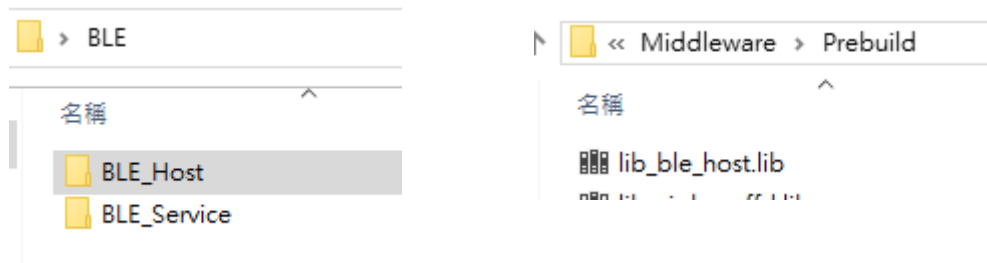 BLE
名稱
BLE_Host
BLE_Service
« Middleware > Prebuild
名稱
lib_ble_host.lib